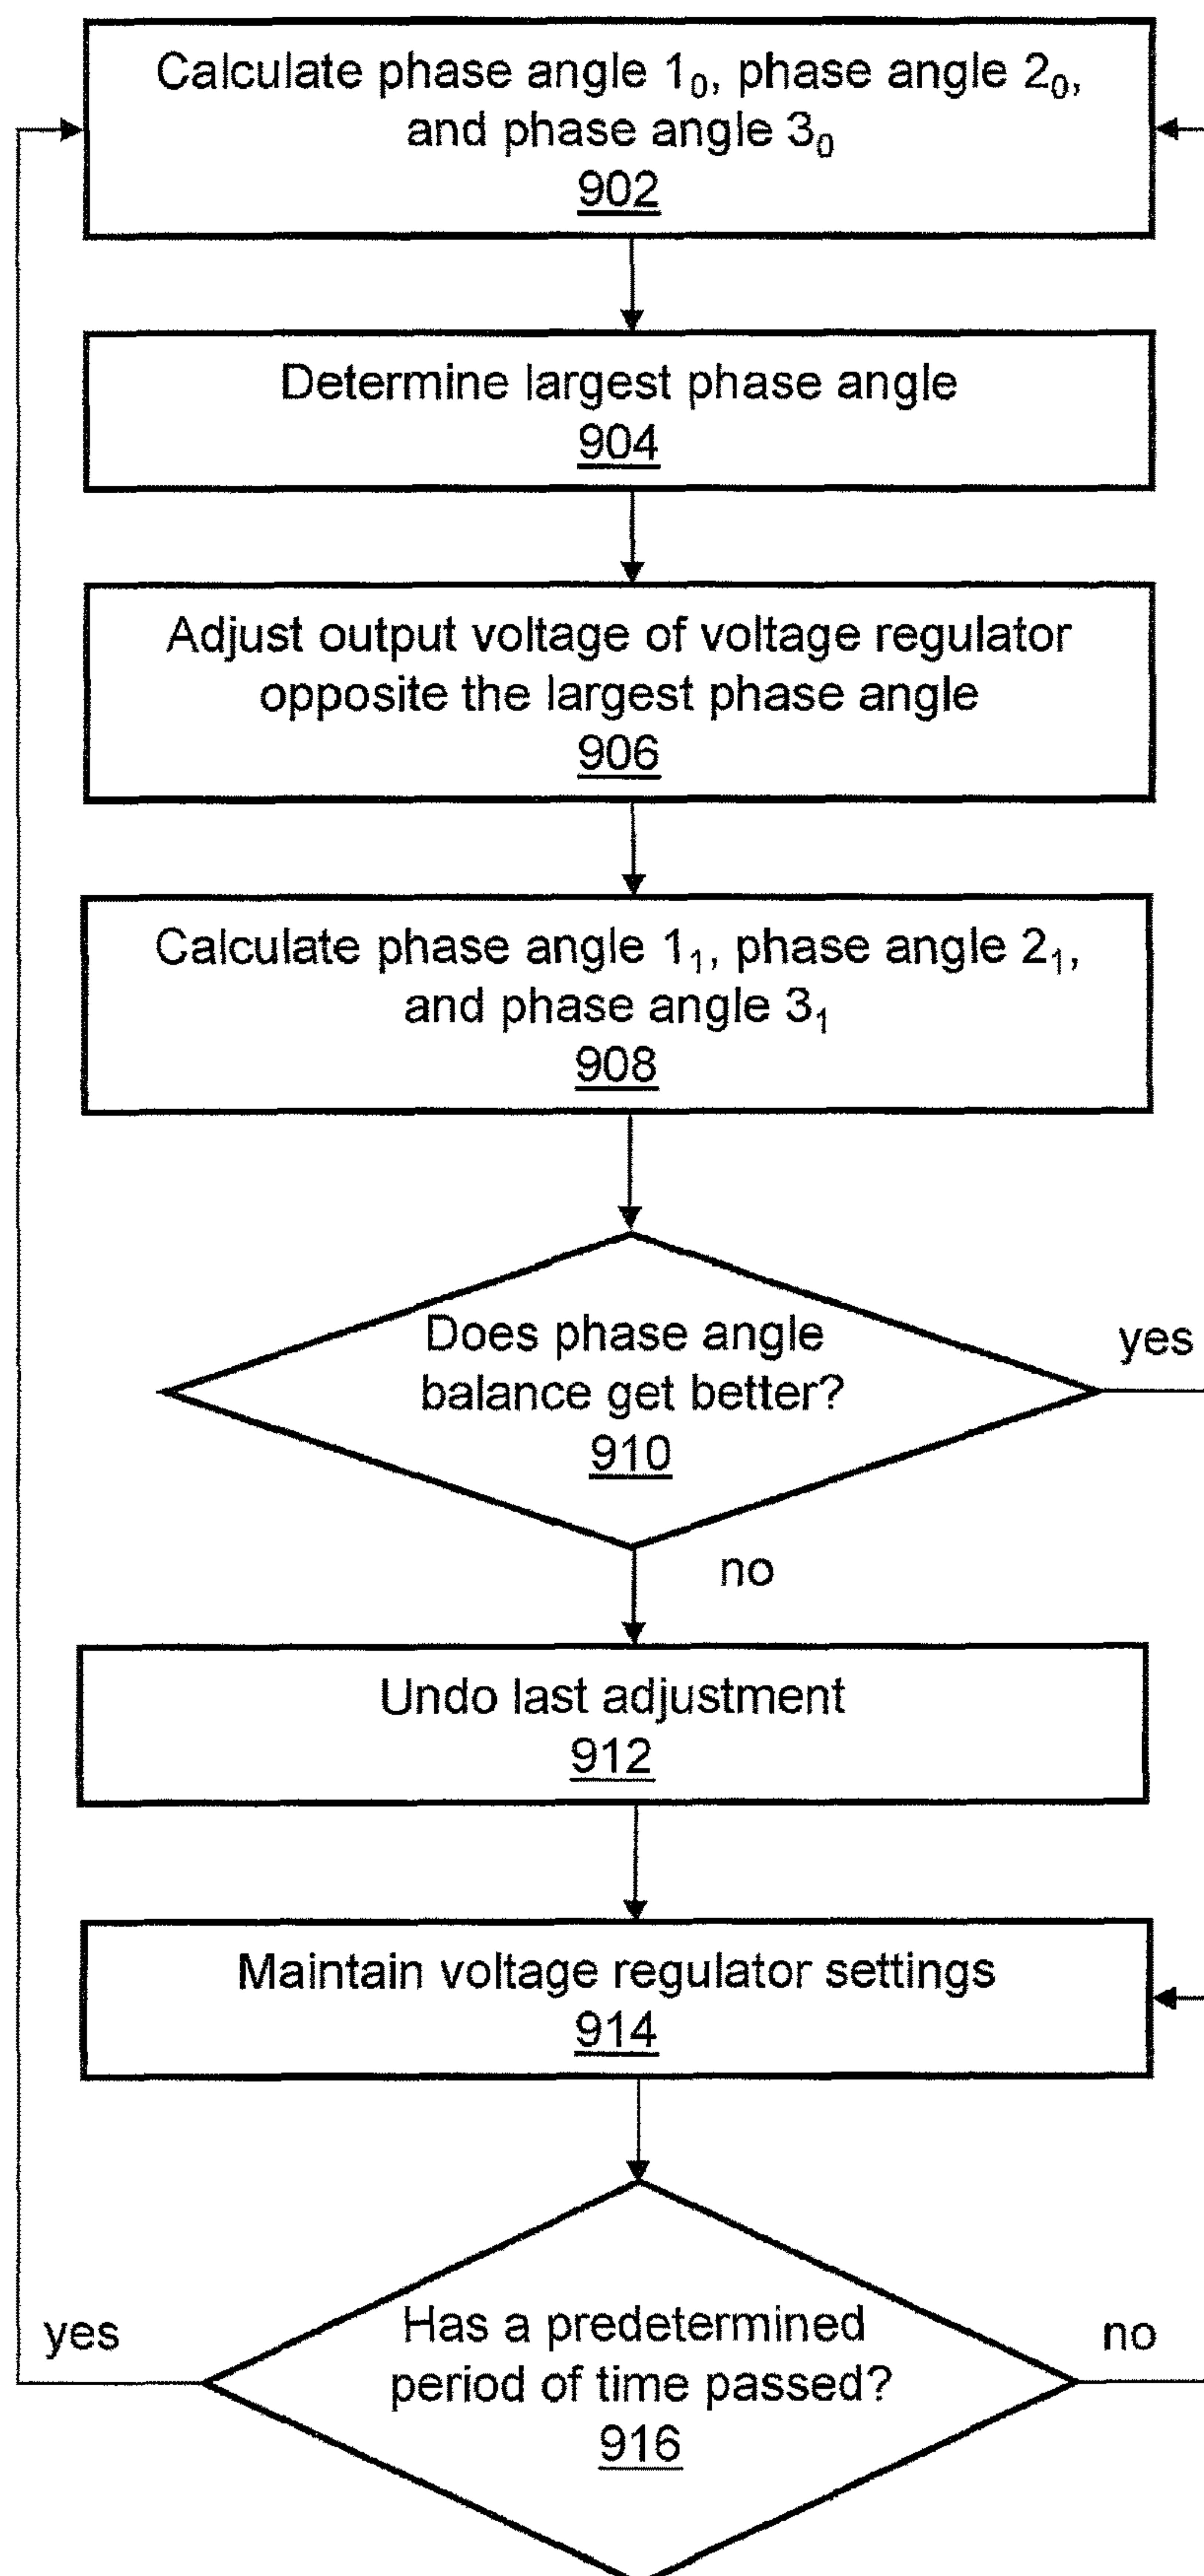 Calculate phase angle 1₀, phase angle 2₀,
and phase angle 3₀
902
Determine largest phase angle
904
Adjust output voltage of voltage regulator
opposite the largest phase angle
906
Calculate phase angle 1₁, phase angle 2₁,
and phase angle 3₁
908
Does phase angle
balance get better?
910
yes
no
Undo last adjustment
912
Maintain voltage regulator settings
914
Has a predetermined
period of time passed?
916
yes
no